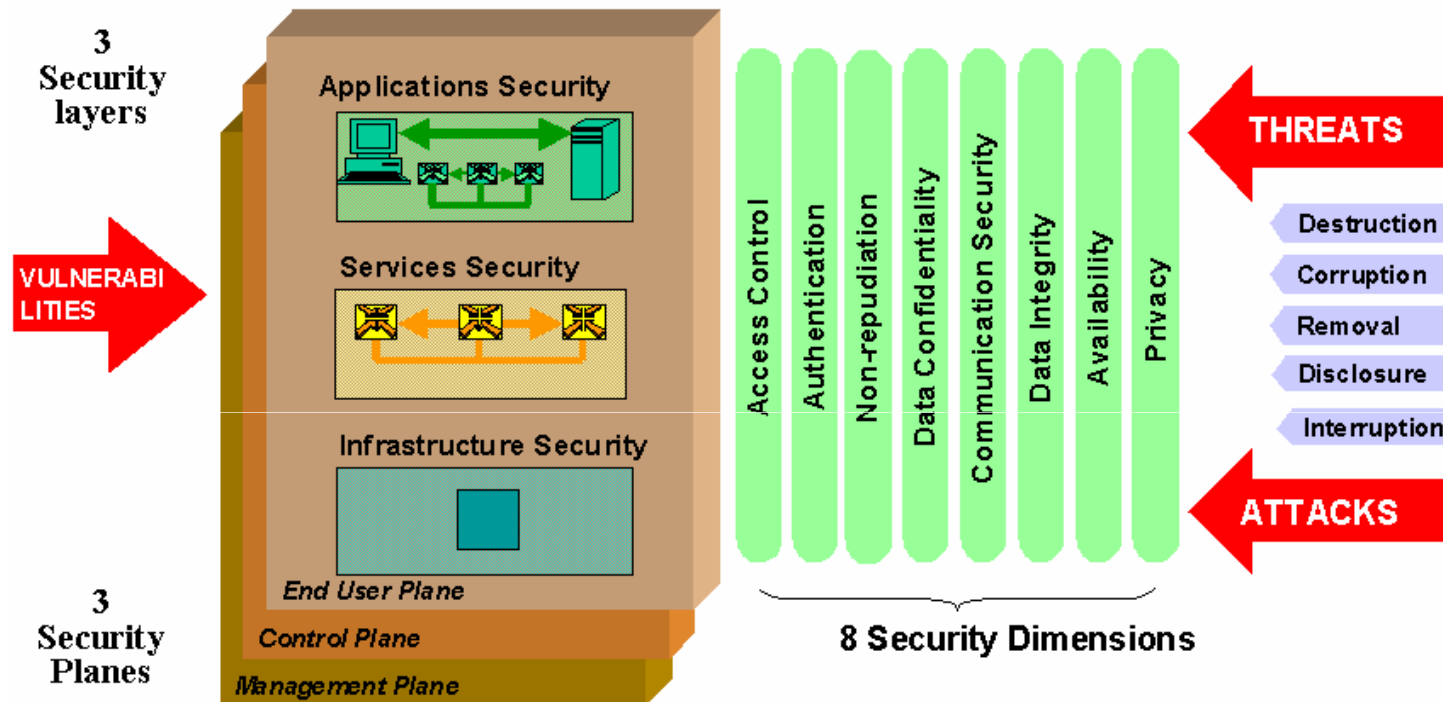 3
Security
layers
Applications Security
Services Security
Infrastructure Security
End User Plane
Control Plane
Management Plane
VULNERABI
LITIES
3
Security
Planes
Access Control
Authentication
Non-repudiation
Data Confidentiality
Communication Security
Data Integrity
Availability
Privacy
8 Security Dimensions
THREATS
Destruction
Corruption
Removal
Disclosure
Interruption
ATTACKS